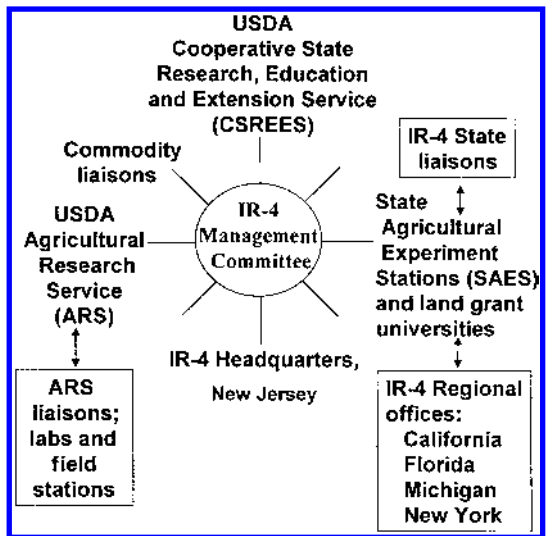 USDA
Cooperative State
Research, Education
and Extension Service
(CSREES)
IR-4 State
liaisons
Commodity
liaisons
USDA
Agricultural
Research
Service
(ARS)
IR-4
Management
Committee
State
Agricultural
Experiment
Stations (SAES)
and land grant
universities
IR-4 Headquarters,
New Jersey
ARS
liaisons;
labs and
field
stations
IR-4 Regional
offices:
California
Florida
Michigan
New York